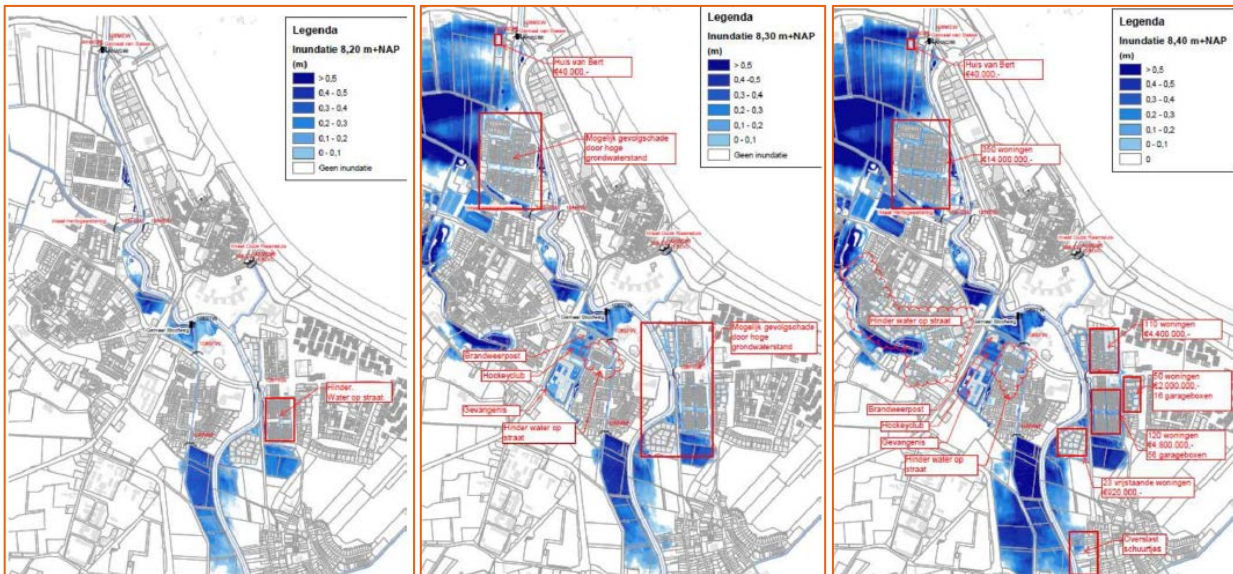 Legenda
Inundatie 8,20 m+NAP
(m)
> 0,5
0,4 - 0,5
0,3 - 0,4
0,2 - 0,3
0,1 - 0,2
0 - 0,1
Geen inundatie
Hinder.
Water op straat.
Legenda
Inundatie 8,30 m+NAP
(m)
> 0,5
0,4 -0,5
0,3 - 0,4
0,2 - 0,3
0,1 - 0,2
0 - 0,1
Geen inundatie
Huis van Bert
€40.000,-
Mogelijk gevolgschade
door hoge
grondwaterstand
Mogelijk gevolgschade
door hoge
grondwaterstand
Brandweerpost
Hockeyclub
Gevangenis
Hinder water op
straat
Legenda
Inundatie 8,40 m+NAP
(m)
> 0,5
0,4 - 0,5
0,3 - 0,4
0,2 - 0,3
0,1 - 0,2
0 - 0,1
0
Huis van Bert
€40.000,-
350 woningen
€14.000.000,-
Hinder water op straat
110 woningen
€4.400.000,-
50 woningen
€2.000.000,-
16 garageboxen
Brandweerpost
Hockeyclub
Gevangenis
120 woningen
€4.800.000,-
56 garageboxen
Hinder water op
straat
23 vrijstaande woningen
€920.000,-
Overslast
schuurtjes